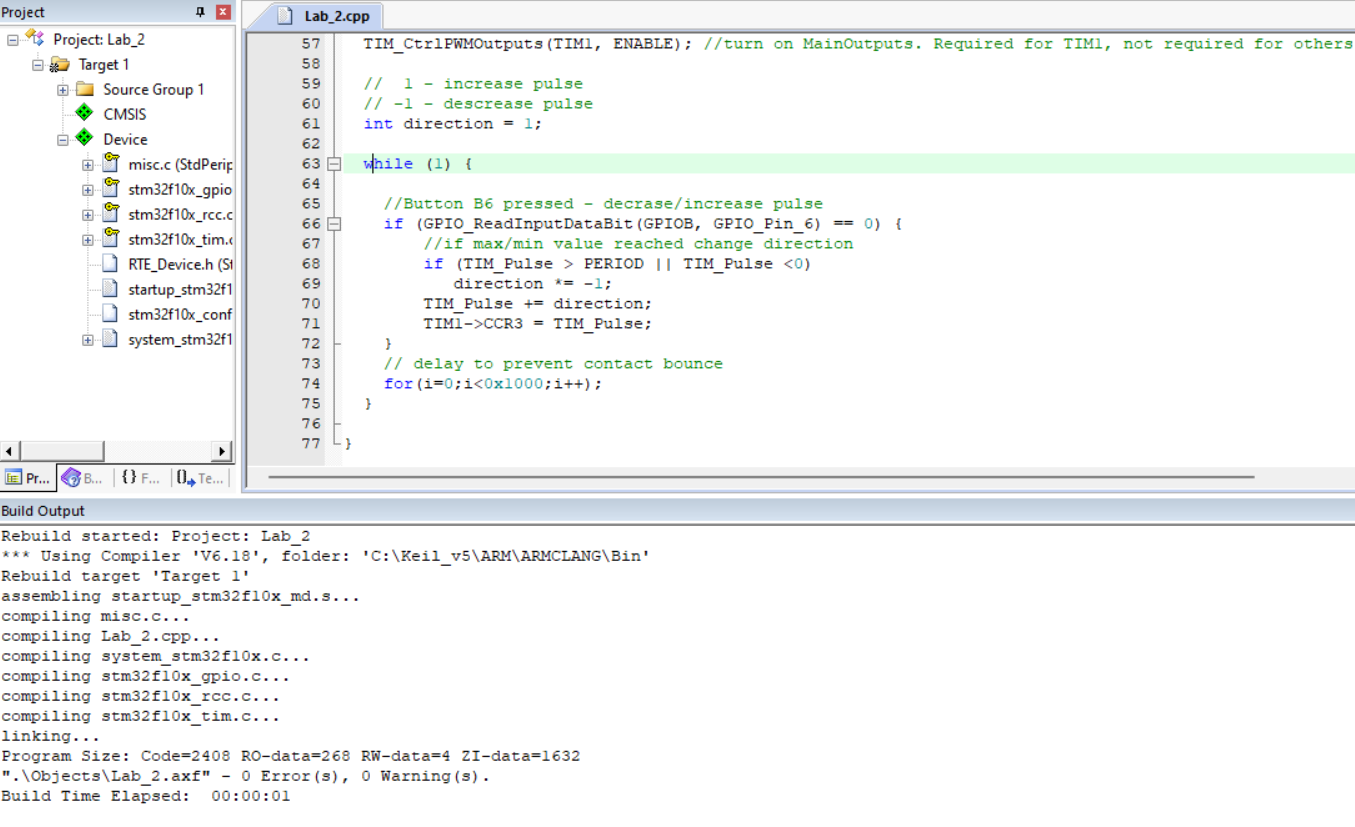 Project
Project: Lab_2
Target 1
Source Group 1
CMSIS
Device
misc.c (StdPerip
stm32f10x_gpio
stm32f10x_rcc.c
stm32f10x_tim.c
RTE_Device.h (St
startup_stm32f1
stm32f10x_conf
system_stm32f1
Pr... B... {} F... Te...
Lab_2.cpp
57 TIM_CtrlPWMOutputs(TIM1, ENABLE); //turn on MainOutputs. Required for TIM1, not required for others
58
59 //  1 - increase pulse
60 // -1 - descrease pulse
61 int direction = 1;
62
63 while (1) {
64
65 //Button B6 pressed - decrase/increase pulse
66 if (GPIO_ReadInputDataBit(GPIOB, GPIO_Pin_6) == 0) {
67 //if max/min value reached change direction
68 if (TIM_Pulse > PERIOD || TIM_Pulse <0)
69 direction *= -1;
70 TIM_Pulse += direction;
71 TIM1->CCR3 = TIM_Pulse;
72 }
73 // delay to prevent contact bounce
74 for(i=0;i<0x1000;i++);
75 }
76
77 }
Build Output
Rebuild started: Project: Lab_2
*** Using Compiler 'V6.18', folder: 'C:\Keil_v5\ARM\ARMCLANG\Bin'
Rebuild target 'Target 1'
assembling startup_stm32f10x_md.s...
compiling misc.c...
compiling Lab_2.cpp...
compiling system_stm32f10x.c...
compiling stm32f10x_gpio.c...
compiling stm32f10x_rcc.c...
compiling stm32f10x_tim.c...
linking...
Program Size: Code=2408 RO-data=268 RW-data=4 ZI-data=1632
".\Objects\Lab_2.axf" - 0 Error(s), 0 Warning(s).
Build Time Elapsed:  00:00:01